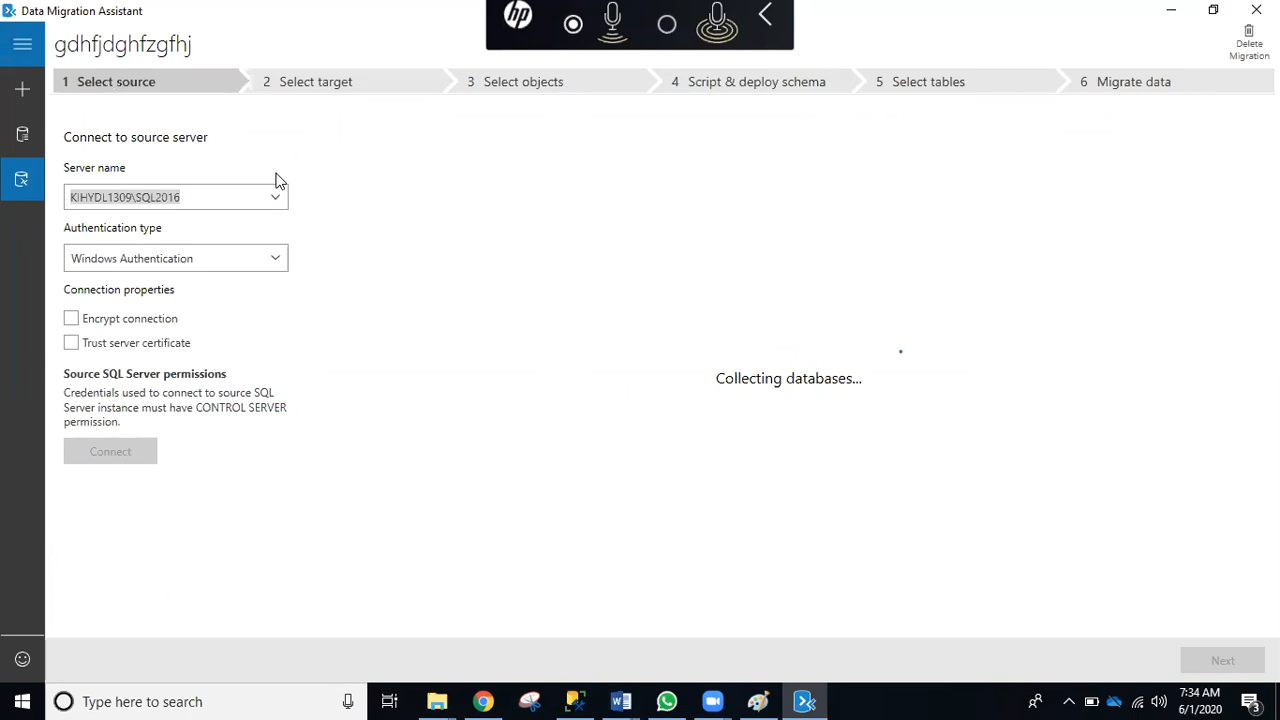 Data Migration Assistant
hp
gdhfjdghfzgfhj
Delete
Migration
1 Select source
2 Select target
3 Select objects
4 Script & deploy schema
5 Select tables
6 Migrate data
Connect to source server
Server name
KIHYDL1309\SQL2016
Authentication type
Windows Authentication
Connection properties
Encrypt connection
Trust server certificate
Source SQL Server permissions
Credentials used to connect to source SQL
Server instance must have CONTROL SERVER
permission.
Connect
Collecting databases...
Next
Type here to search
7:34 AM
6/1/2020
3